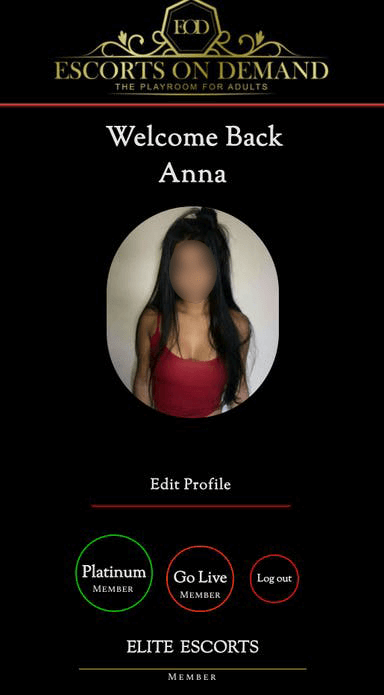 EOD
ESCORTS ON DEMAND
THE PLAYROOM FOR ADULTS
Welcome Back
Anna
Edit Profile
Platinum
MEMBER
Go Live
MEMBER
Log out
ELITE ESCORTS
MEMBER